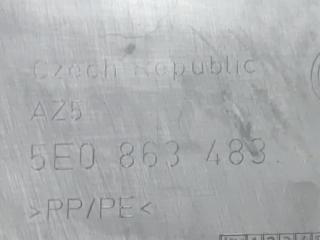 Czech Republic
AZ5
5E0 863 483.
>PP/PE<